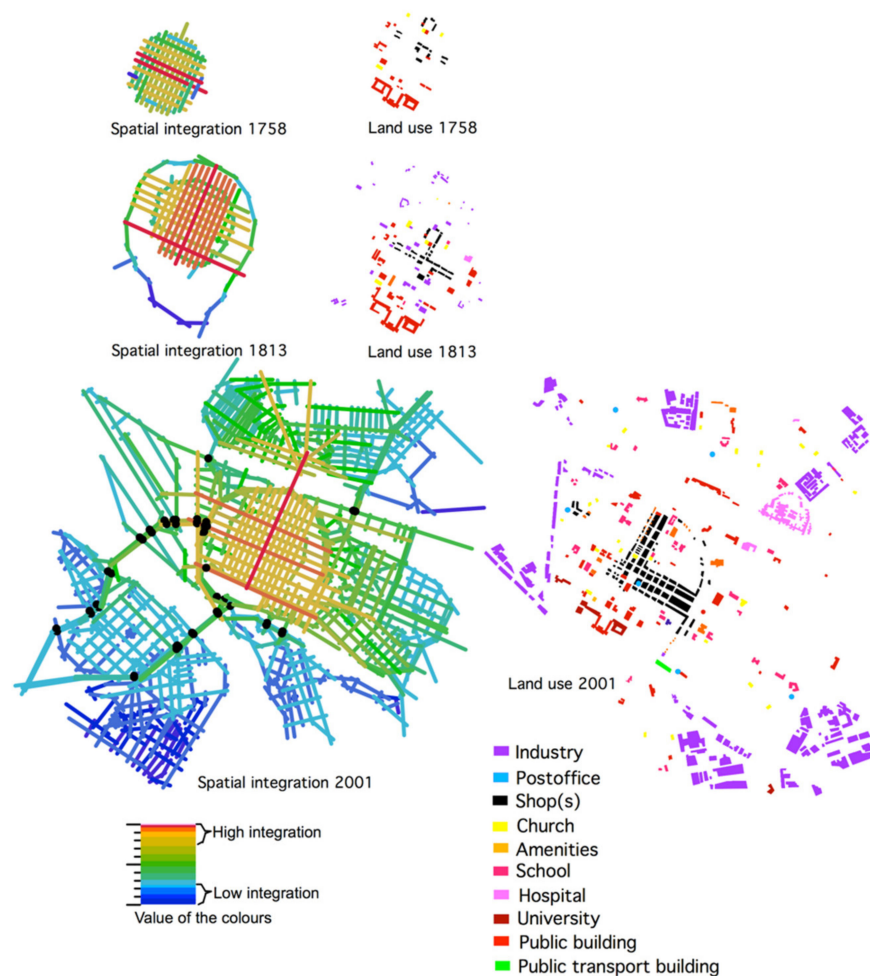 Spatial integration 1758
Land use 1758
Spatial integration 1813
Land use 1813
Spatial integration 2001
Land use 2001
High integration
Low integration
Value of the colours
Industry
Postoffice
Shop(s)
Church
Amenities
School
Hospital
University
Public building
Public transport building